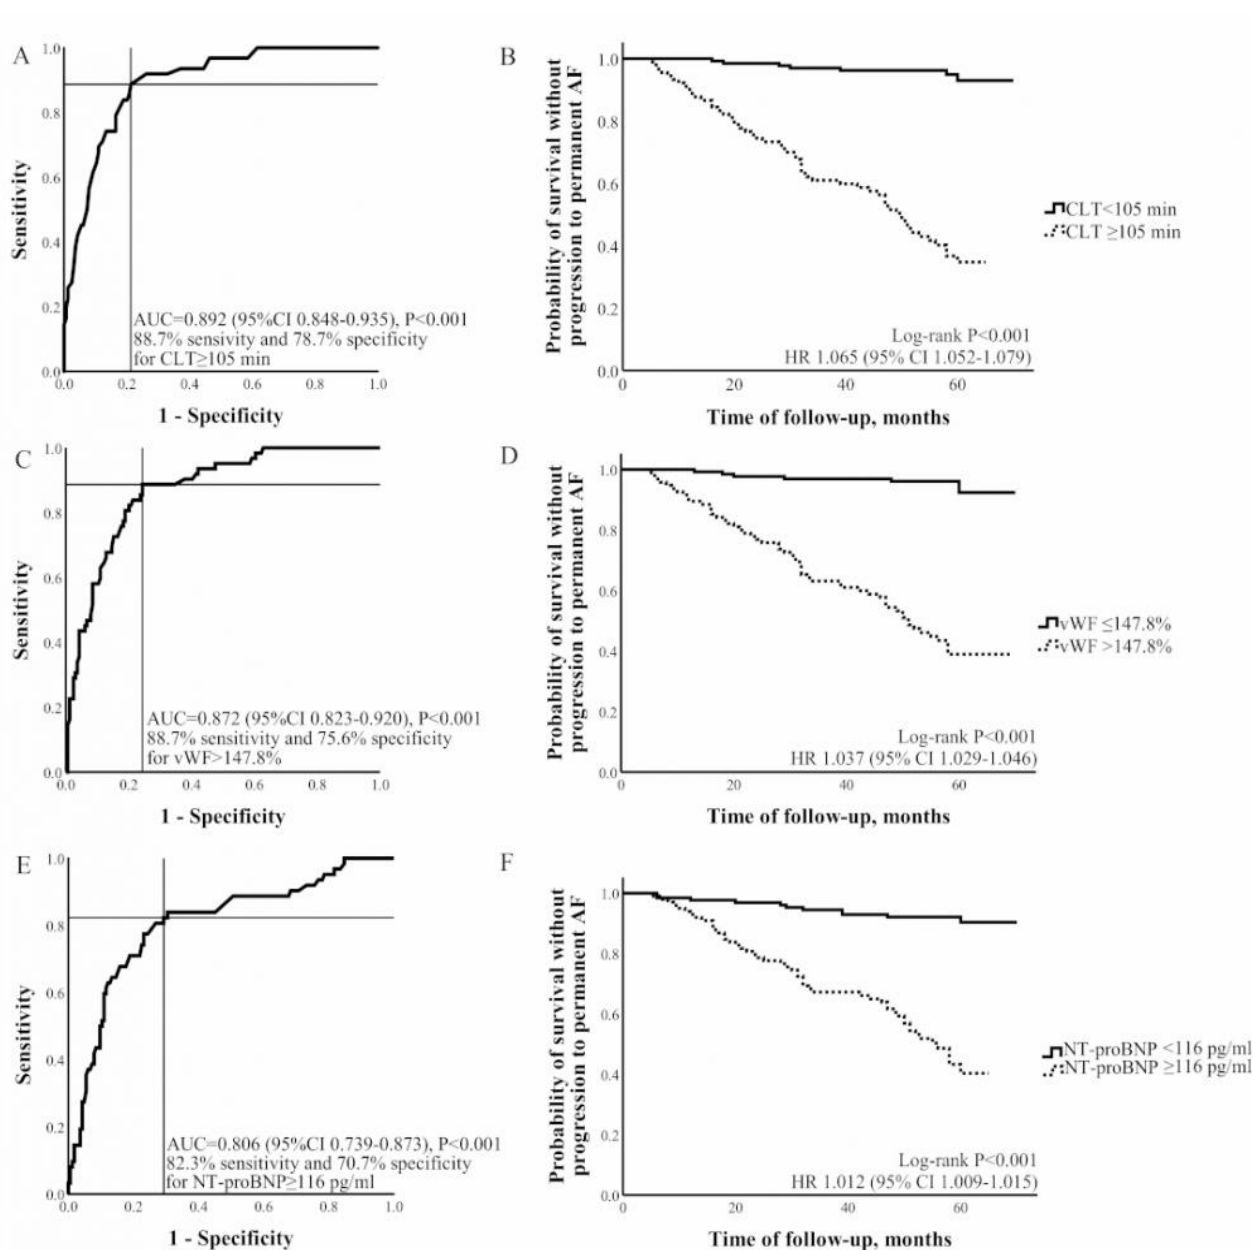 A
Sensitivity
1.0
0.8
0.6
0.4
0.2
0.0
AUC=0.892 (95%CI 0.848-0.935), P<0.001
88.7% sensivity and 78.7% specificity
for CLT≥105 min
0.0 0.2 0.4 0.6 0.8 1.0
1 - Specificity
B
Probability of survival without
progression to permanent AF
1.0
0.8
0.6
0.4
0.2
0.0
CLT<105 min
CLT ≥105 min
Log-rank P<0.001
HR 1.065 (95% CI 1.052-1.079)
0 20 40 60
Time of follow-up, months
C
Sensitivity
1.0
0.8
0.6
0.4
0.2
0.0
AUC=0.872 (95%CI 0.823-0.920), P<0.001
88.7% sensitivity and 75.6% specificity
for vWF>147.8%
0.0 0.2 0.4 0.6 0.8 1.0
1 - Specificity
D
Probability of survival without
progression to permanent AF
1.0
0.8
0.6
0.4
0.2
0.0
vWF ≤147.8%
vWF >147.8%
Log-rank P<0.001
HR 1.037 (95% CI 1.029-1.046)
0 20 40 60
Time of follow-up, months
E
Sensitivity
1.0
0.8
0.6
0.4
0.2
0.0
AUC=0.806 (95%CI 0.739-0.873), P<0.001
82.3% sensitivity and 70.7% specificity
for NT-proBNP≥116 pg/ml
0.0 0.2 0.4 0.6 0.8 1.0
1 - Specificity
F
Probability of survival without
progression to permanent AF
1.0
0.8
0.6
0.4
0.2
0.0
NT-proBNP <116 pg/ml
NT-proBNP ≥116 pg/ml
Log-rank P<0.001
HR 1.012 (95% CI 1.009-1.015)
0 20 40 60
Time of follow-up, months